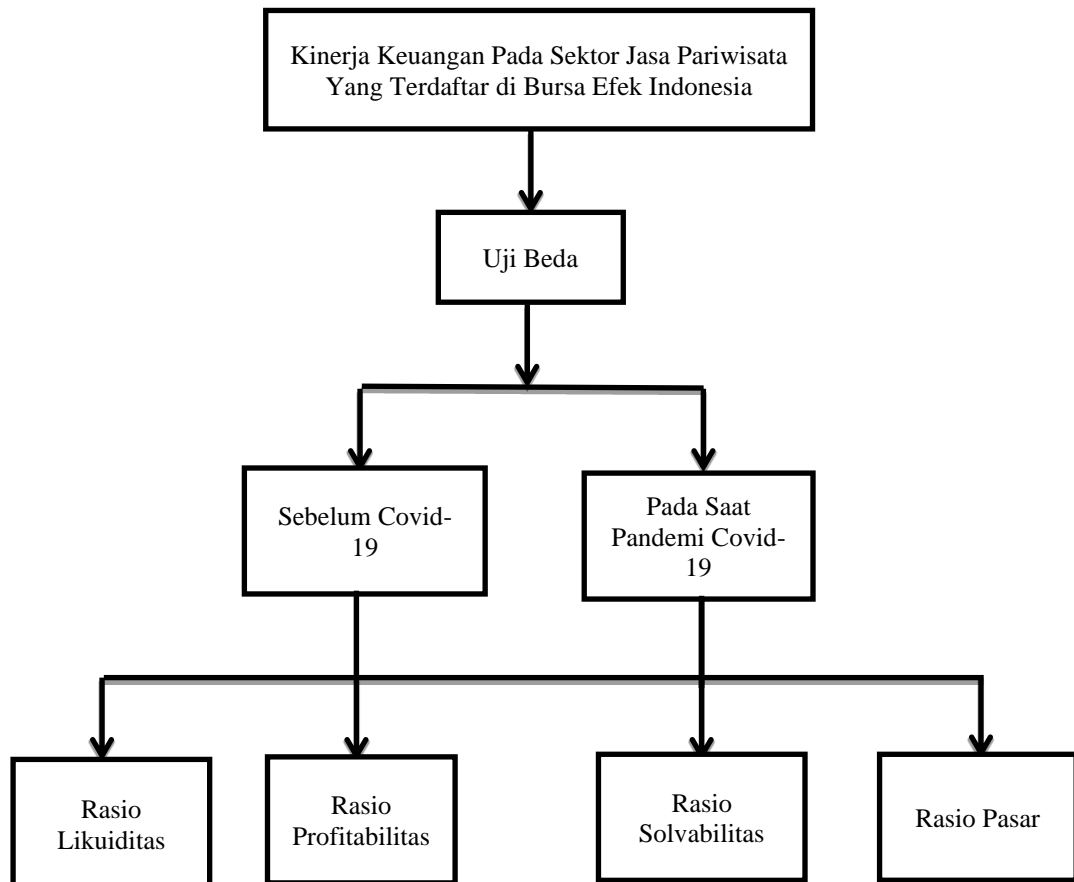 Kinerja Keuangan Pada Sektor Jasa Pariwisata
Yang Terdaftar di Bursa Efek Indonesia
Uji Beda
Sebelum Covid-
19
Pada Saat
Pandemi Covid-
19
Rasio
Likuiditas
Rasio
Profitabilitas
Rasio
Solvabilitas
Rasio Pasar